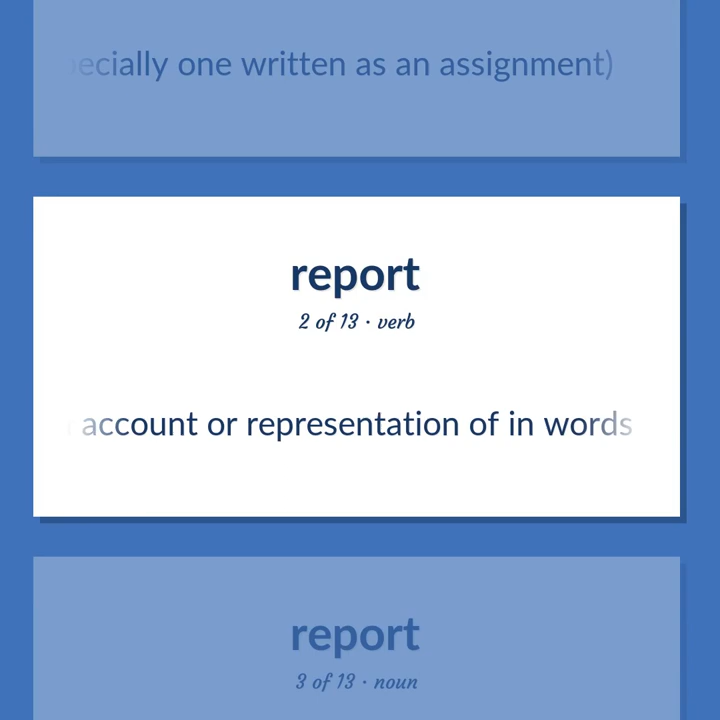 one written as an assignment)
report
2 of 13 · verb
account or representation of in words
report
3 of 13 · noun